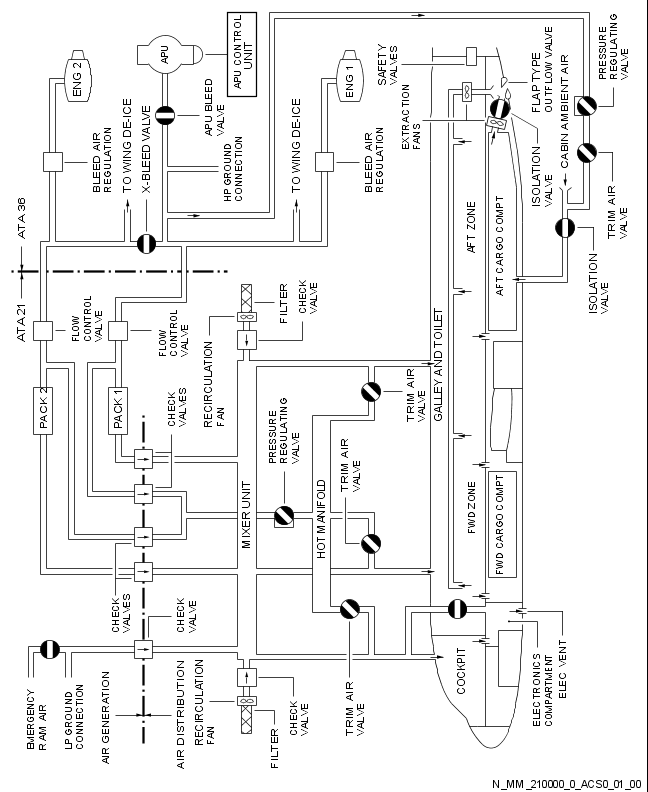 ENG 2
APU
APU CONTROL
UNIT
ENG 1
BLEED AIR
REGULATION
TO WING DE-ICE
X-BLEED VALVE
APU BLEED
VALVE
HP GROUND
CONNECTION
TO WING DE-ICE
BLEED AIR
REGULATION
SAFETY
VALVES
EXTRACTION
FANS
FLAP TYPE
OUTFLOW VALVE
CABIN AMBIENT AIR
PRESSURE
REGULATING
VALVE
ISOLATION
VALVE
TRIM AIR
VALVE
ISOLATION
VALVE
ATA 36
ATA 21
FLOW
CONTROL
VALVE
FLOW
CONTROL
VALVE
FILTER
CHECK
VALVE
RECIRCULATION
FAN
AFT ZONE
AFT CARGO COMPT
GALLEY AND TOILET
PACK 2
PACK 1
CHECK
VALVES
PRESSURE
REGULATING
VALVE
TRIM AIR
VALVE
TRIM AIR
VALVE
MIXER UNIT
HOT MANIFOLD
FWD ZONE
FWD CARGO COMPT
CHECK
VALVES
CHECK
VALVE
EMERGENCY
RAM AIR
LP GROUND
CONNECTION
AIR GENERATION
AIR DISTRIBUTION
RECIRCULATION
FAN
FILTER
CHECK
VALVE
TRIM AIR
VALVE
COCKPIT
ELECTRONICS
COMPARTMENT
ELEC VENT
N_MM_210000_0_ACS0_01_00